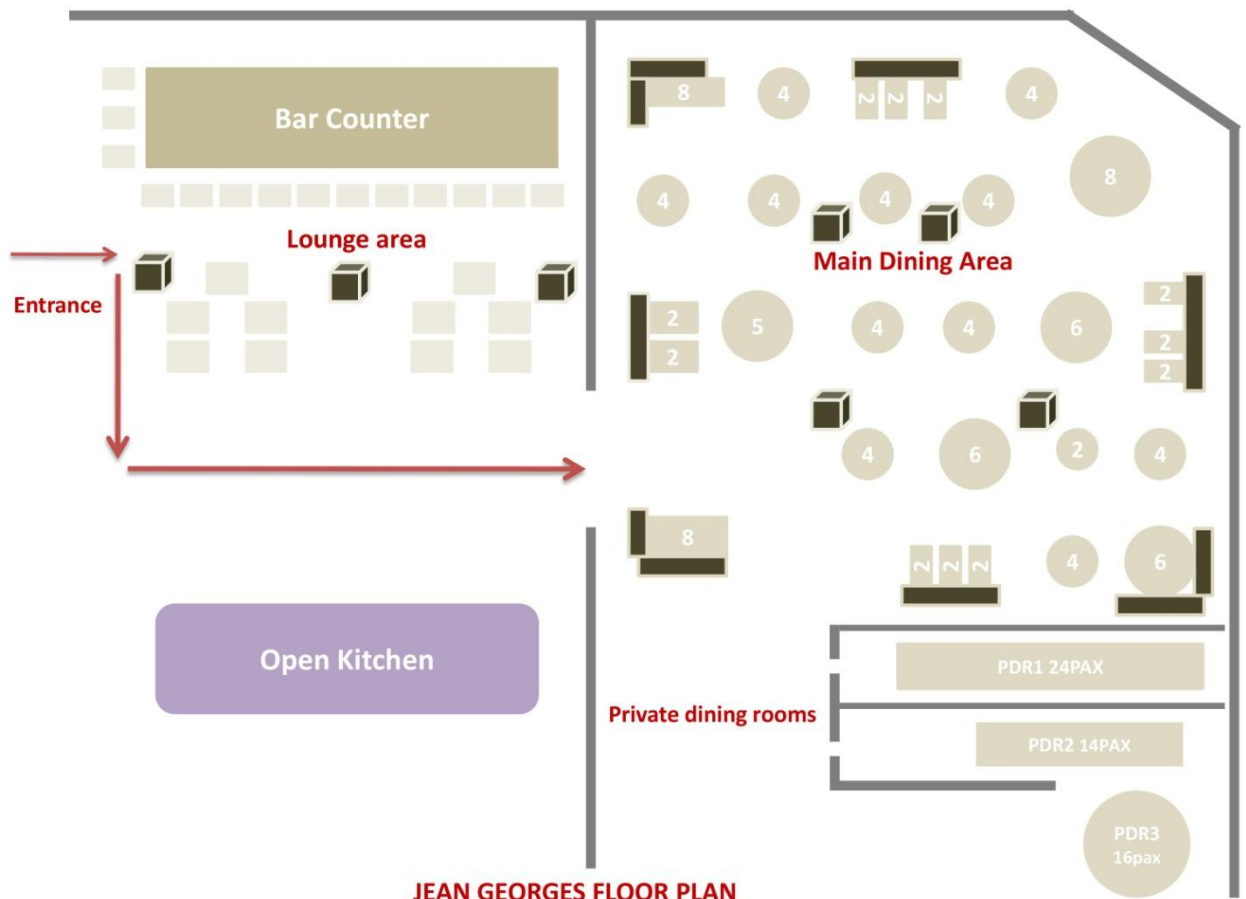 Bar Counter
Lounge area
Entrance
Open Kitchen
8
4
2 2 2
4
8
4
4
4
4
Main Dining Area
2
2
5
4
4
6
2
2
2
4
6
2
4
8
2 2 2
4
6
PDR1 24PAX
Private dining rooms
PDR2 14PAX
PDR3
16pax
JEAN GEORGES FLOOR PLAN